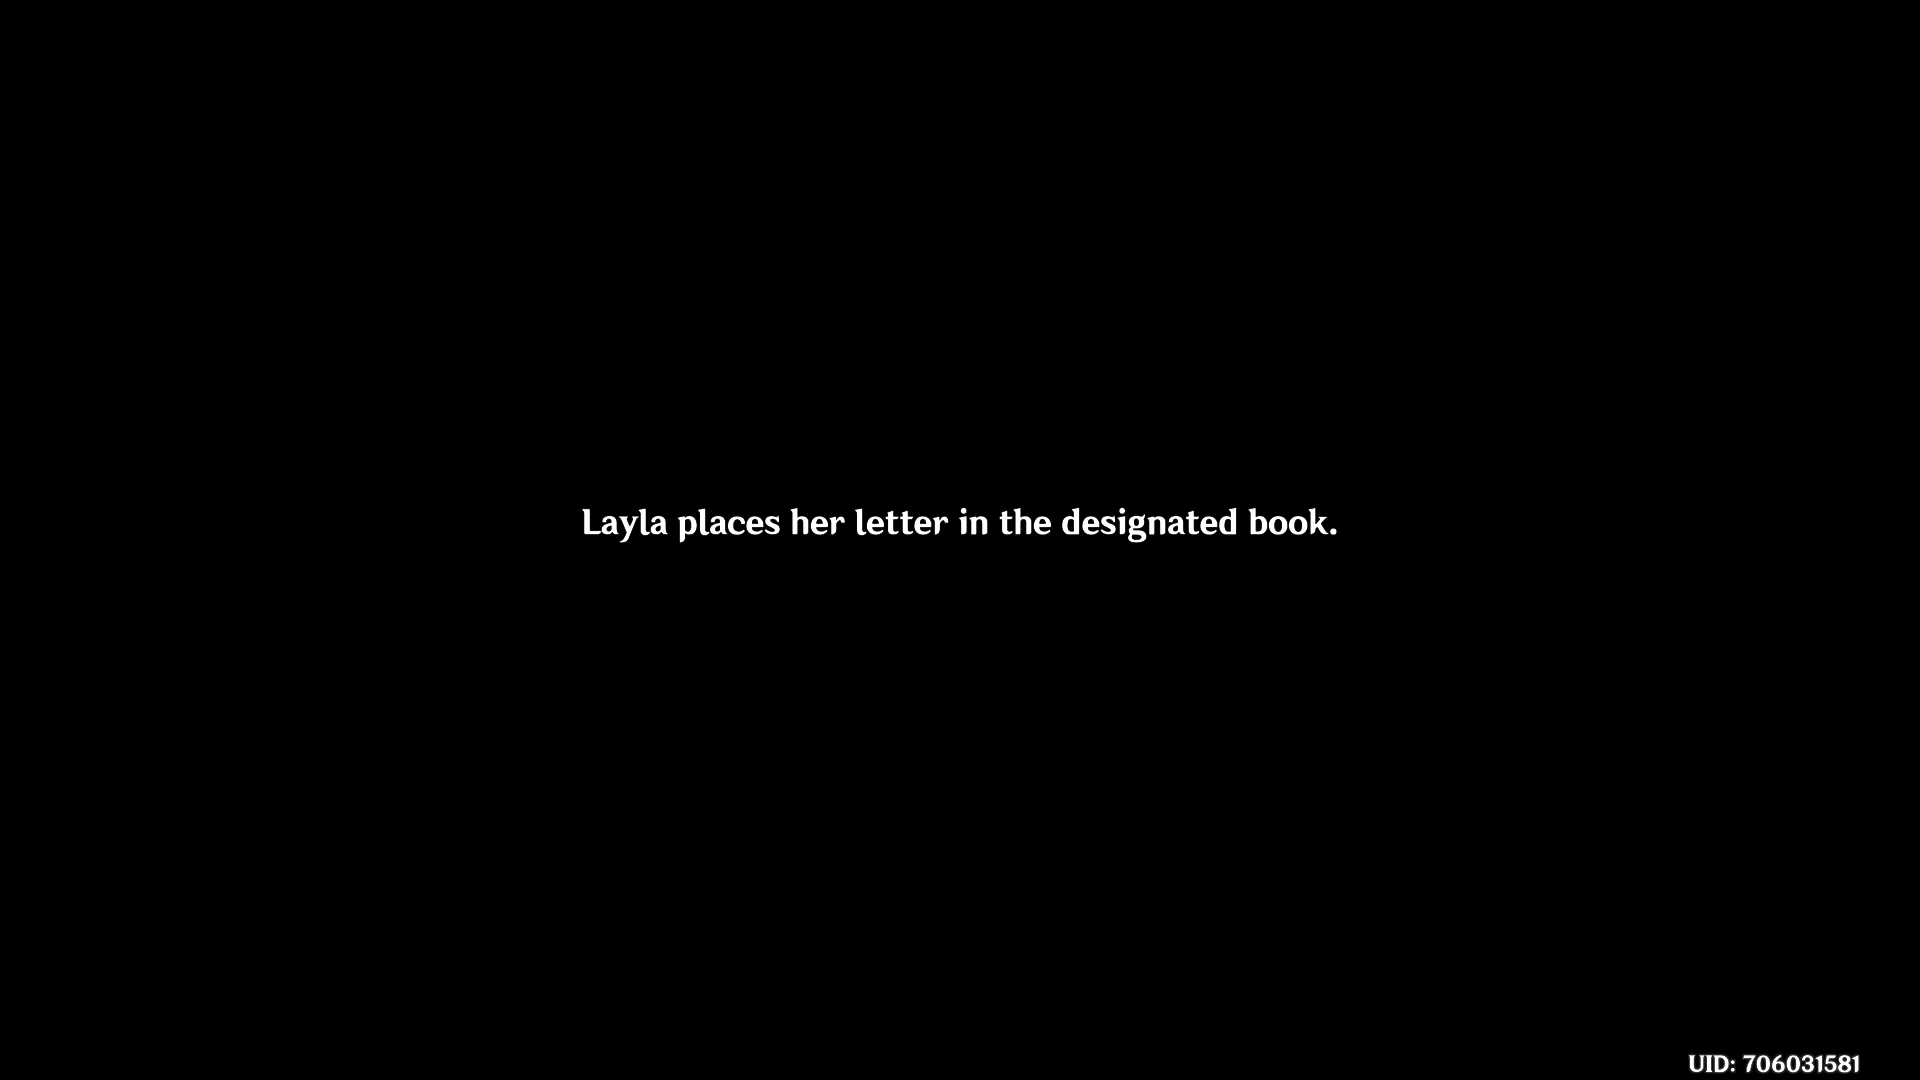 Layla places her letter in the designated book.
UID: 706031581